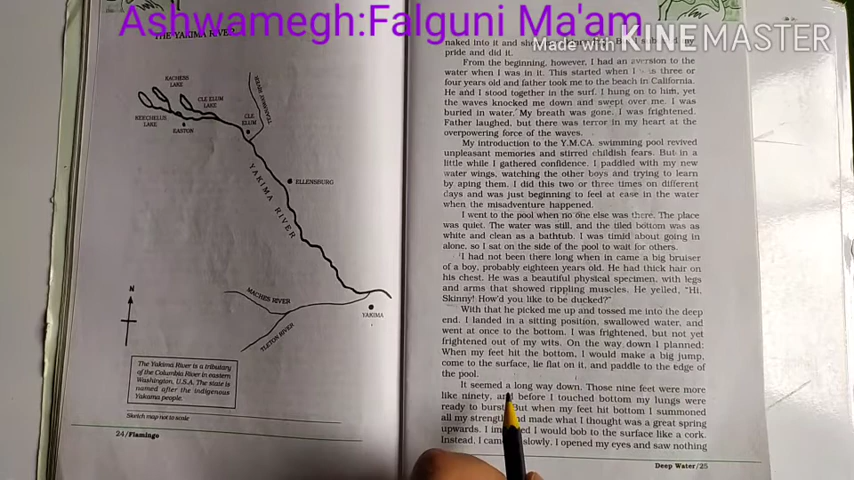 Ashwamegh:Falguni Ma'am
Made with KINEMASTER
THE YAKIMA RIVER
KACHESS
LAKE
CLE ELUM
LAKE
KEECHELUS
LAKE
EASTON
CLE
ELUM
TEANAWAY RIVER
ELLENSBURG
YAKIMA RIVER
N
MACHES RIVER
TIETON RIVER
YAKIMA
The Yakima River is a tributary
of the Columbia River in eastern
Washington, U.S.A. The state is
named after the indigenous
Yakama people.
Sketch map not to scale
24/Flamingo
naked into it and my
pride and did it.
From the beginning, however, I had an aversion to the
water when I was in it. This started when I was three or
four years old and father took me to the beach in California.
He and I stood together in the surf. I hung on to him, yet
the waves knocked me down and swept over me. I was
buried in water. My breath was gone. I was frightened.
Father laughed, but there was terror in my heart at the
overpowering force of the waves.
My introduction to the Y.M.CA. swimming pool revived
unpleasant memories and stirred childish fears. But in a
little while I gathered confidence. I paddled with my new
water wings, watching the other boys and trying to learn
by aping them. I did this two or three times on different
days and was just beginning to feel at ease in the water
when the misadventure happened.
I went to the pool when no one else was there. The place
was quiet. The water was still, and the tiled bottom was as
white and clean as a bathtub. I was timid about going in
alone, so I sat on the side of the pool to wait for others.
I had not been there long when in came a big bruiser
of a boy, probably eighteen years old. He had thick hair on
his chest. He was a beautiful physical specimen, with legs
and arms that showed rippling muscles. He yelled, "Hi,
Skinny! How'd you like to be ducked?"
With that he picked me up and tossed me into the deep
end. I landed in a sitting position, swallowed water, and
went at once to the bottom. I was frightened, but not yet
frightened out of my wits. On the way down I planned:
When my feet hit the bottom, I would make a big jump,
come to the surface, lie flat on it, and paddle to the edge of
the pool.
It seemed a long way down. Those nine feet were more
like ninety, and before I touched bottom my lungs were
ready to burst. But when my feet hit bottom I summoned
all my strength and made what I thought was a great spring
upwards. I imagined I would bob to the surface like a cork.
Instead, I came slowly. I opened my eyes and saw nothing
Deep Water/25